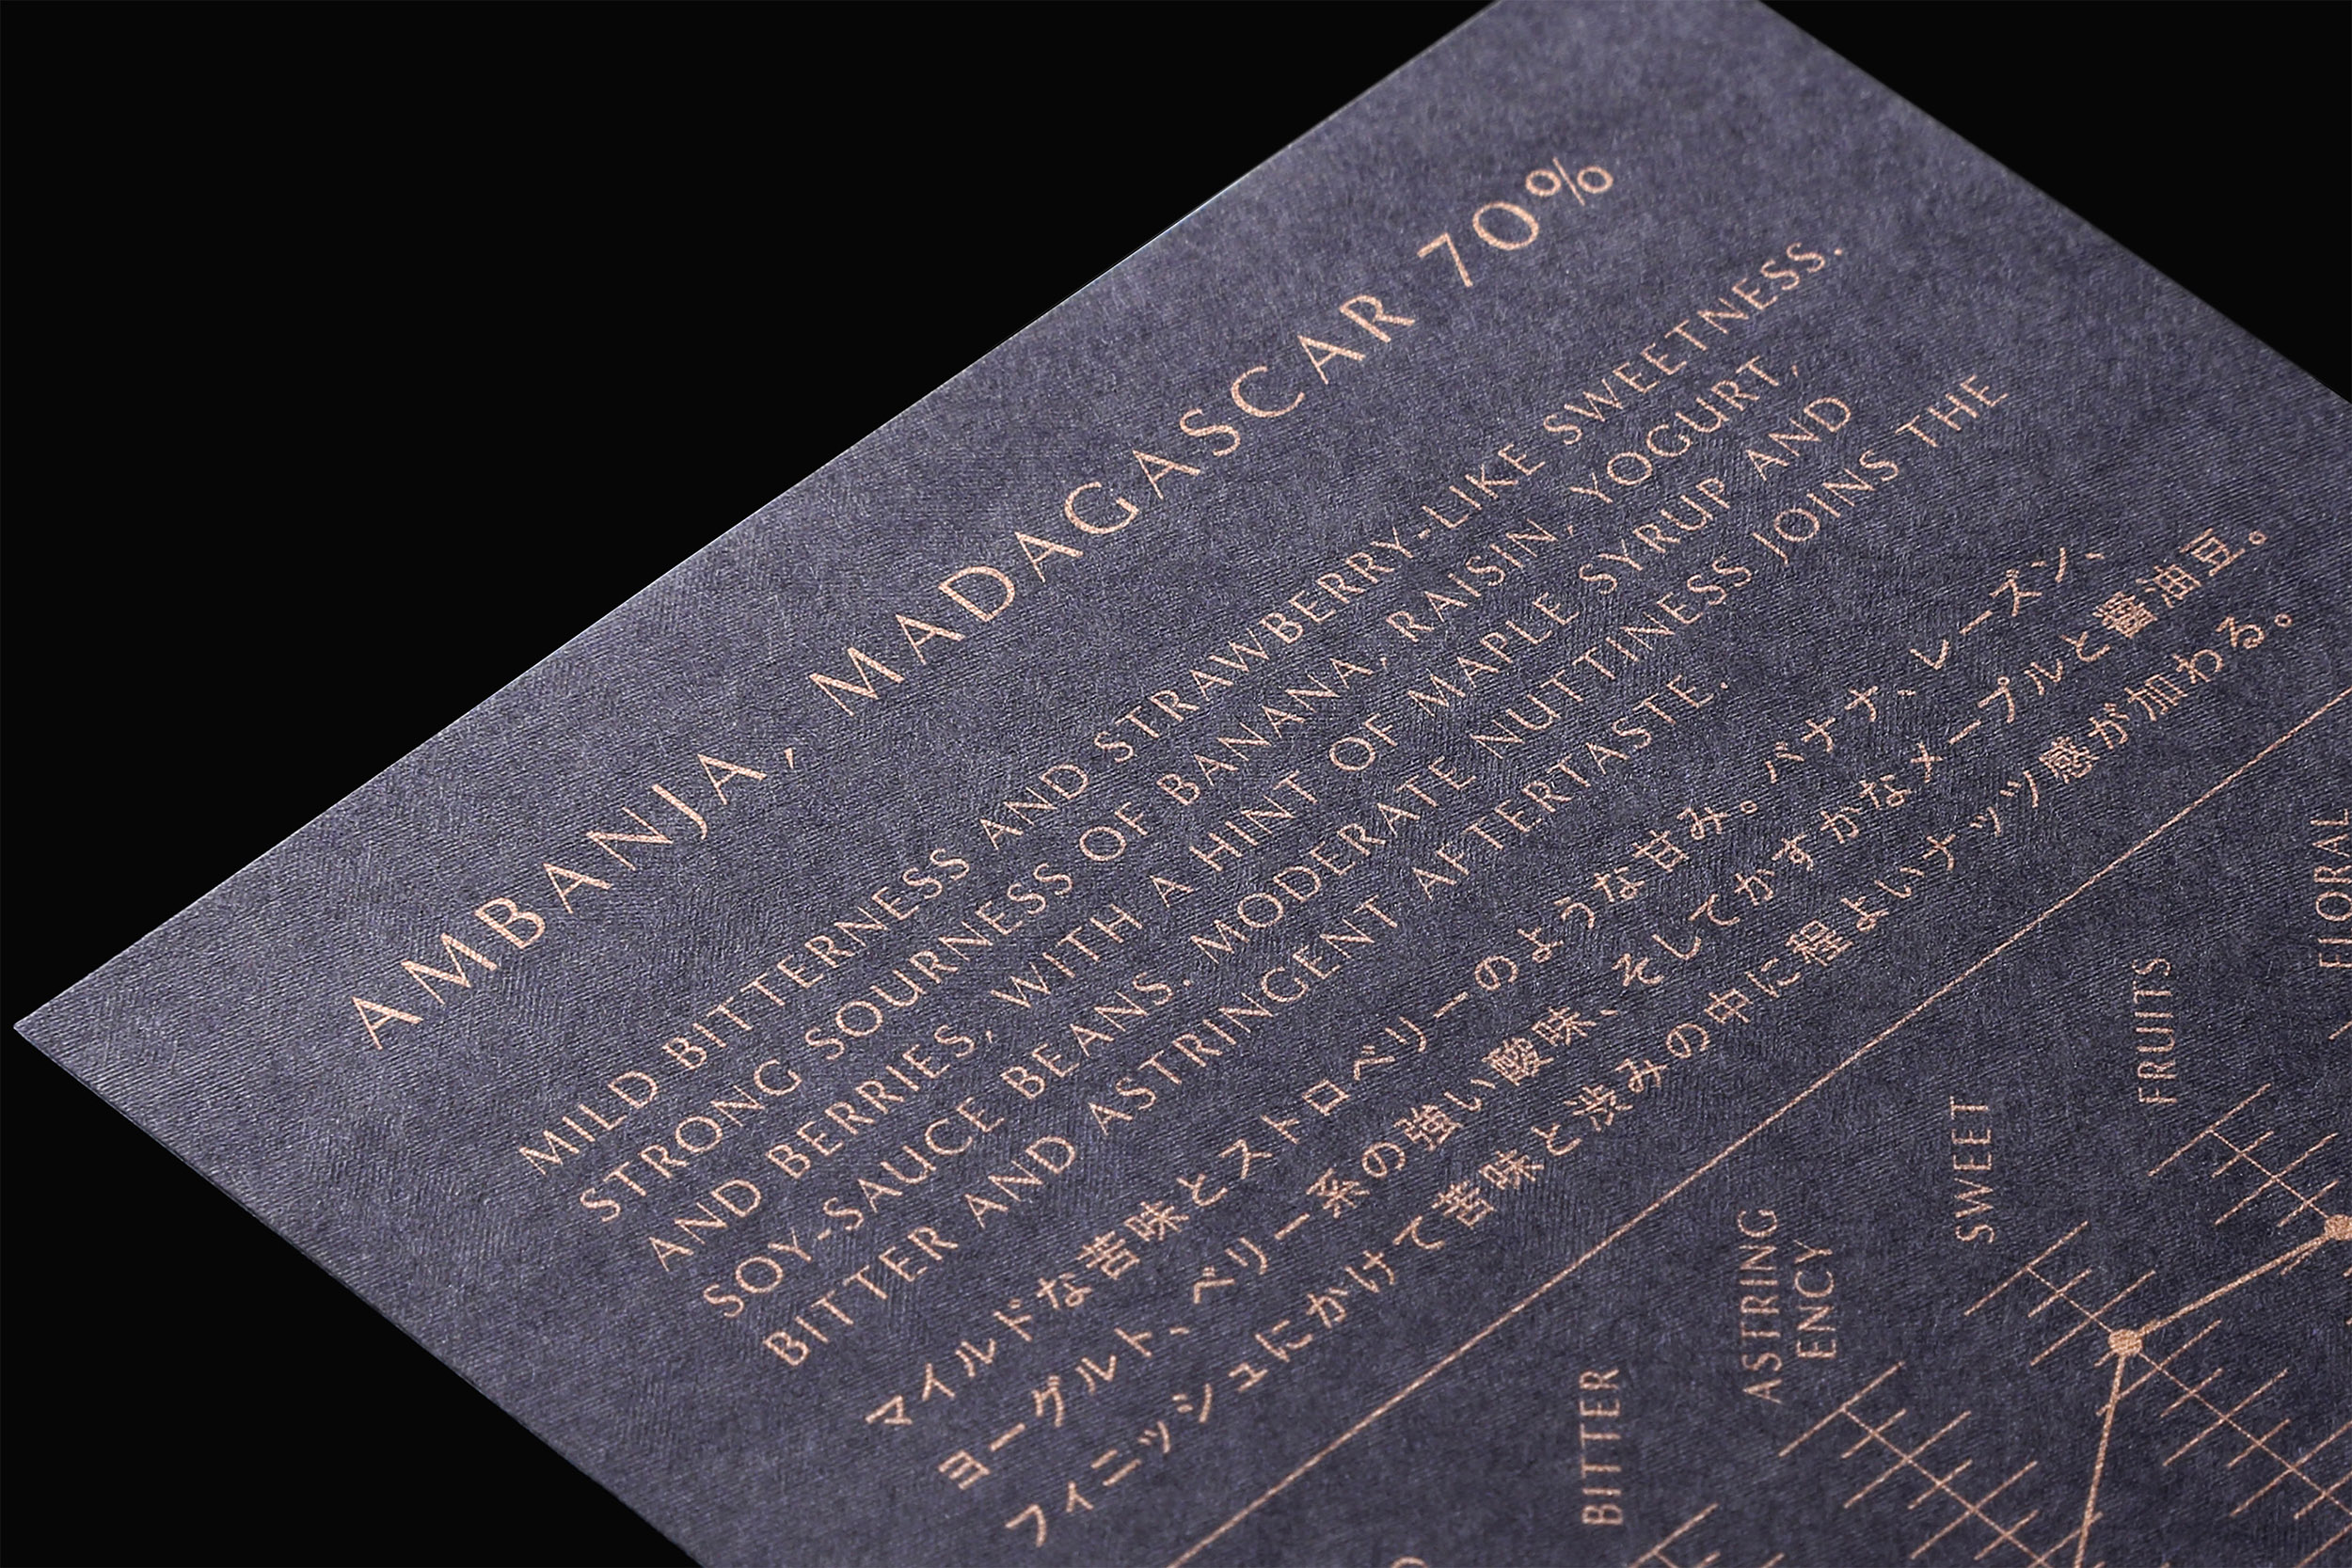 AMBANJA, MADAGASCAR 70%
MILD BITTERNESS AND STRAWBERRY-LIKE SWEETNESS.
STRONG SOURNESS OF BANANA, RAISIN, YOGURT,
AND BERRIES, WITH A HINT OF MAPLE SYRUP AND
SOY-SAUCE BEANS. MODERATE NUTTINESS JOINS THE
BITTER AND ASTRINGENT AFTERTASTE.
マイルドな苦味とストロベリーのような甘み。バナナ、レーズン、
ヨーグルト、ベリー系の強い酸味、そしてかすかなメープルと醤油豆。
フィニッシュにかけて苦味と渋みの中に程よいナッツ感が加わる。
BITTER
ASTRING
ENCY
SWEET
FRUITS
FLORAL